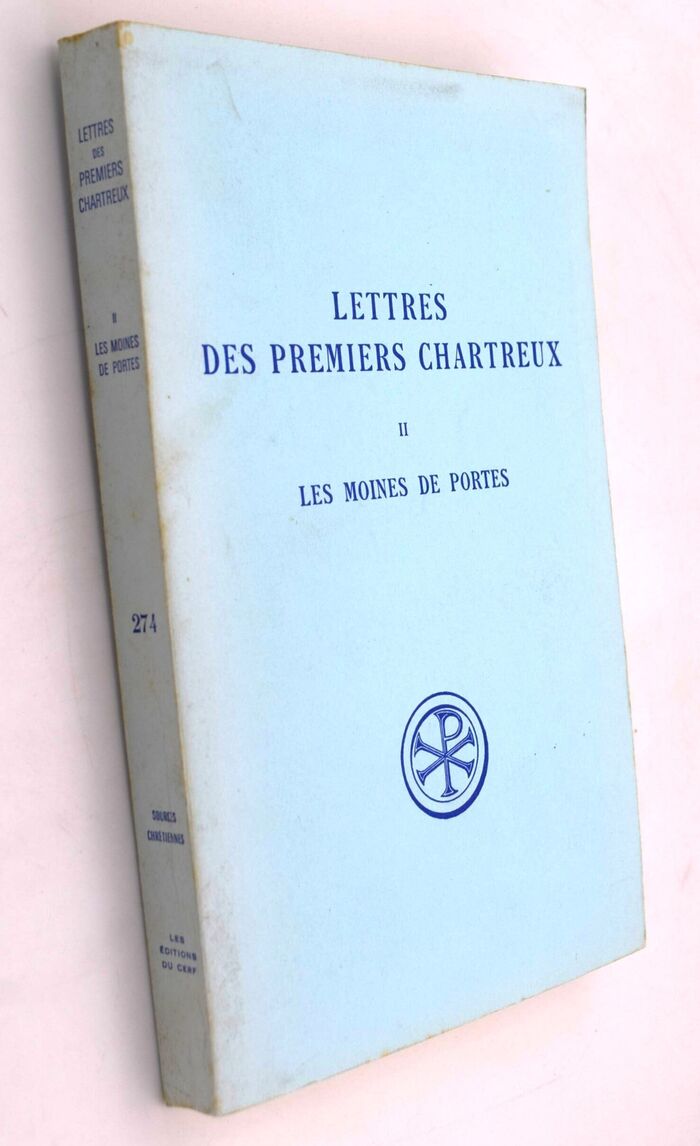 LETTRES
DES
PREMIERS
CHARTREUX
II
LES MOINES
DE PORTES
274
SOURCES
CHRÉTIENNES
LES
ÉDITIONS
DU CERF
LETTRES
DES PREMIERS CHARTREUX
II
LES MOINES DE PORTES